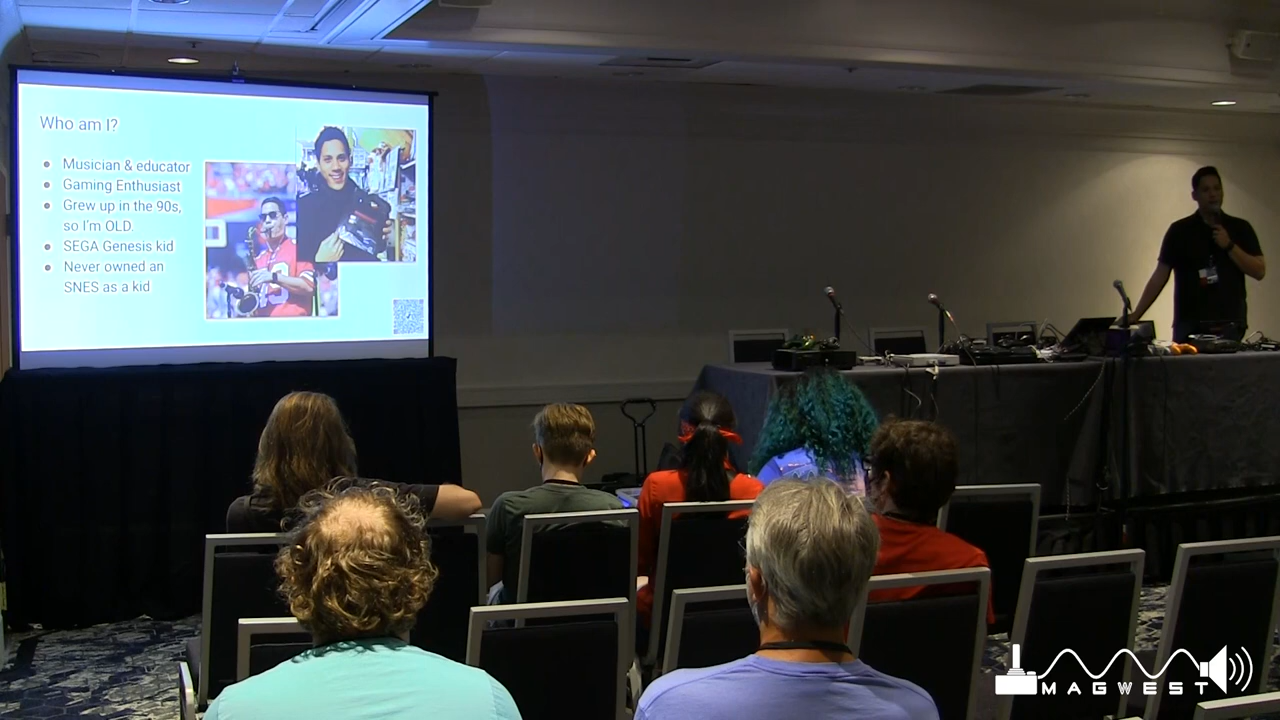 Who am I?
Musician & educator
Gaming Enthusiast
Grew up in the 90s,
so I'm OLD.
SEGA Genesis kid
Never owned an
SNES as a kid
MAGWEST